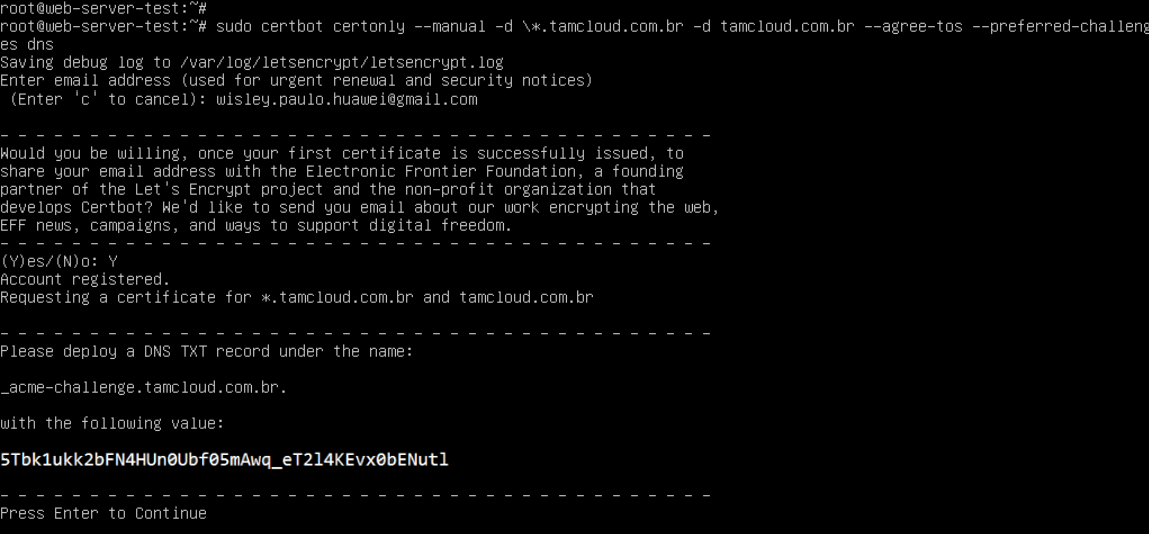 root@web-server-test:~#
root@web-server-test:~# sudo certbot certonly --manual -d \*.tamcloud.com.br -d tamcloud.com.br --agree-tos --preferred-challeng
es dns
Saving debug log to /var/log/letsencrypt/letsencrypt.log
Enter email address (used for urgent renewal and security notices)
 (Enter 'c' to cancel): wisley.paulo.huawei@gmail.com
- - - - - - - - - - - - - - - - - - - - - - - - - - - - - - - - - - - - - - - -
Would you be willing, once your first certificate is successfully issued, to
share your email address with the Electronic Frontier Foundation, a founding
partner of the Let's Encrypt project and the non-profit organization that
develops Certbot? We'd like to send you email about our work encrypting the web,
EFF news, campaigns, and ways to support digital freedom.
- - - - - - - - - - - - - - - - - - - - - - - - - - - - - - - - - - - - - - - -
(Y)es/(N)o: Y
Account registered.
Requesting a certificate for *.tamcloud.com.br and tamcloud.com.br
- - - - - - - - - - - - - - - - - - - - - - - - - - - - - - - - - - - - - - - -
Please deploy a DNS TXT record under the name:
_acme-challenge.tamcloud.com.br.
with the following value:
5Tbk1ukk2bFN4HUn0Ubf05mAwq_eT2l4KEvx0bENutl
- - - - - - - - - - - - - - - - - - - - - - - - - - - - - - - - - - - - - - - -
Press Enter to Continue